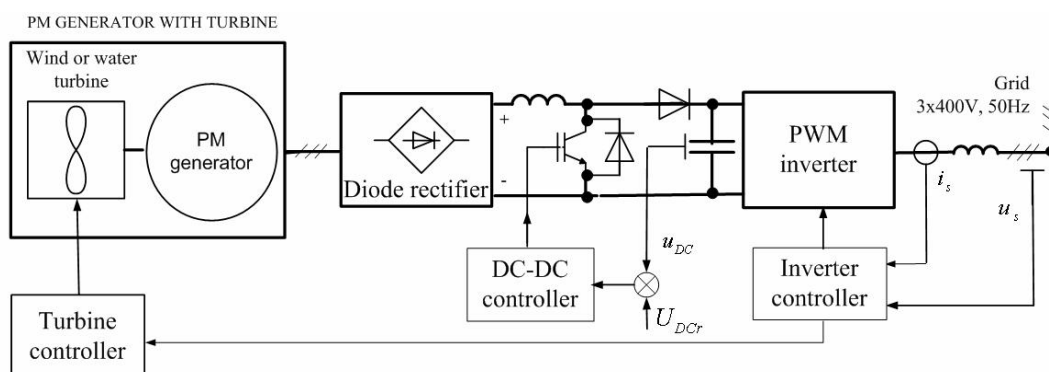 PM GENERATOR WITH TURBINE
Wind or water
turbine
PM
generator
Diode rectifier
+
-
PWM
inverter
Grid
3x400V, 50Hz
i_s
u_s
u_DC
DC-DC
controller
U_DCr
Inverter
controller
Turbine
controller